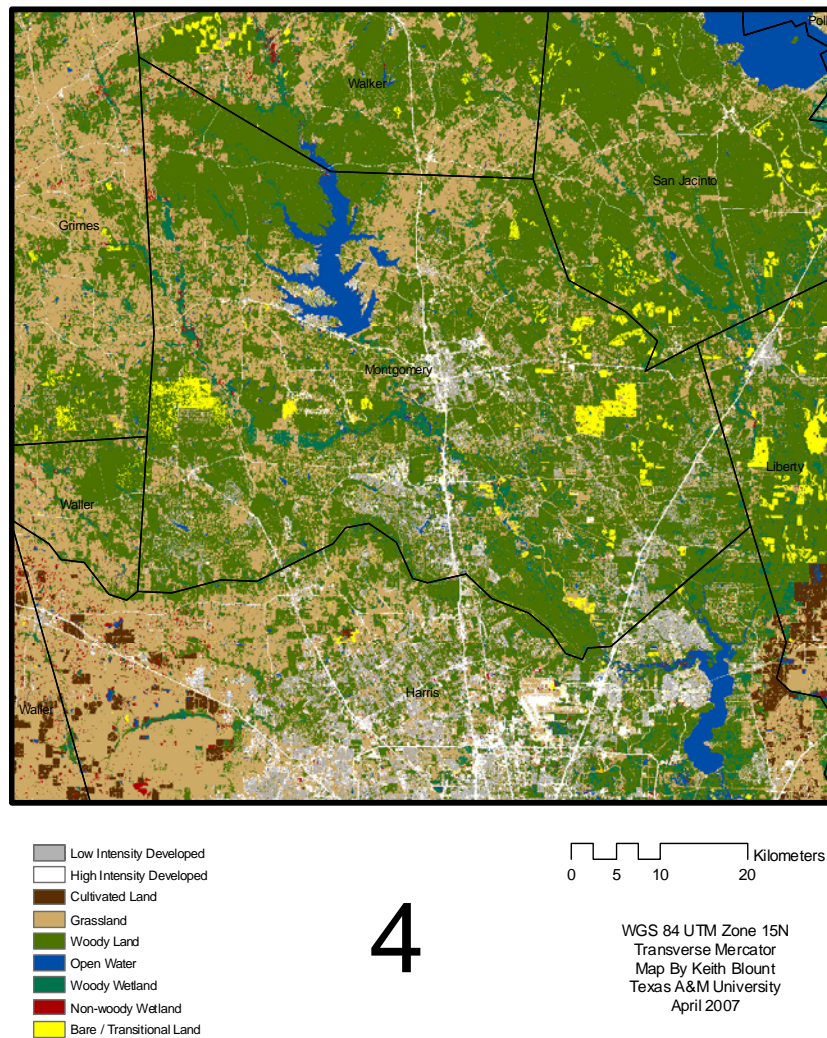 Pol
Walker
San Jacinto
Grimes
Montgomery
Liberty
Waller
Harris
Waller
Low Intensity Developed
High Intensity Developed
Cultivated Land
Grassland
Woody Land
Open Water
Woody Wetland
Non-woody Wetland
Bare / Transitional Land
4
Kilometers
0 5 10 20
WGS 84 UTM Zone 15N
Transverse Mercator
Map By Keith Blount
Texas A&M University
April 2007